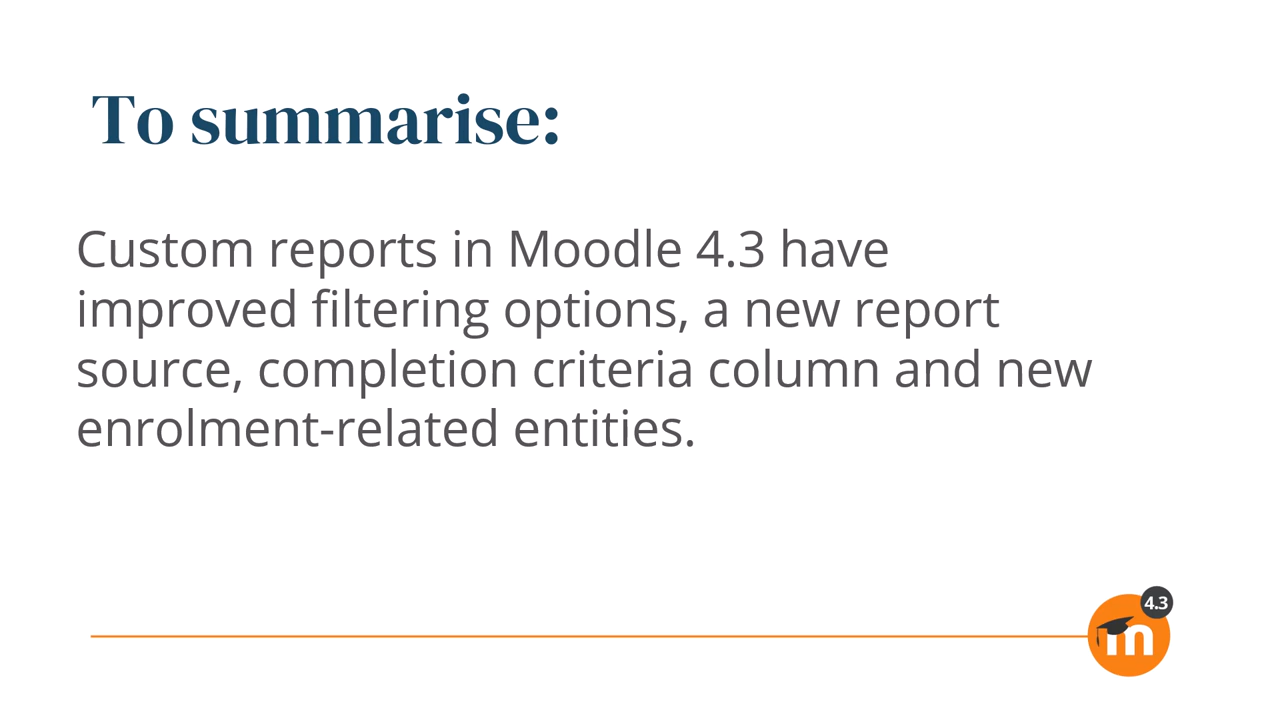 To summarise:
Custom reports in Moodle 4.3 have
improved filtering options, a new report
source, completion criteria column and new
enrolment-related entities.
4.3
m